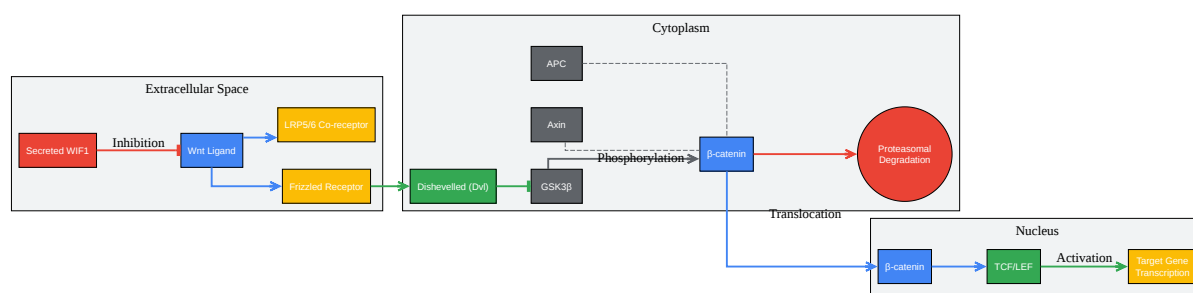 Extracellular Space
Secreted WIF1
Inhibition
Wnt Ligand
LRP5/6 Co-receptor
Frizzled Receptor
Cytoplasm
APC
Axin
Dishevelled (Dvl)
GSK3β
Phosphorylation
β-catenin
Proteasomal
Degradation
Translocation
Nucleus
β-catenin
TCF/LEF
Activation
Target Gene
Transcription